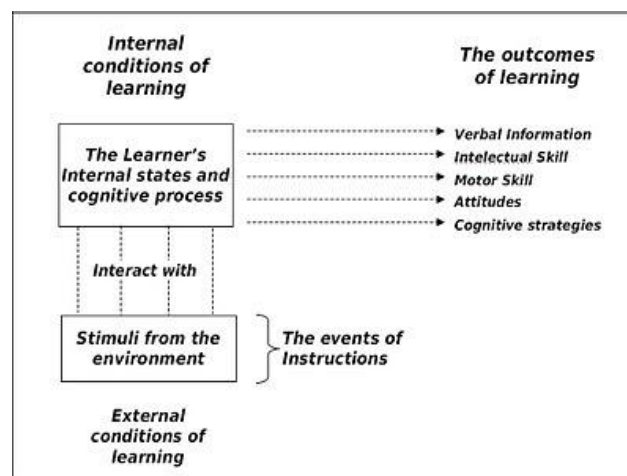 Internal
conditions of
learning
The outcomes
of learning
The Learner's
Internal states and
cognitive process
Verbal Information
Intelectual Skill
Motor Skill
Attitudes
Cognitive strategies
Interact with
Stimuli from the
environment
The events of
Instructions
External
conditions of
learning